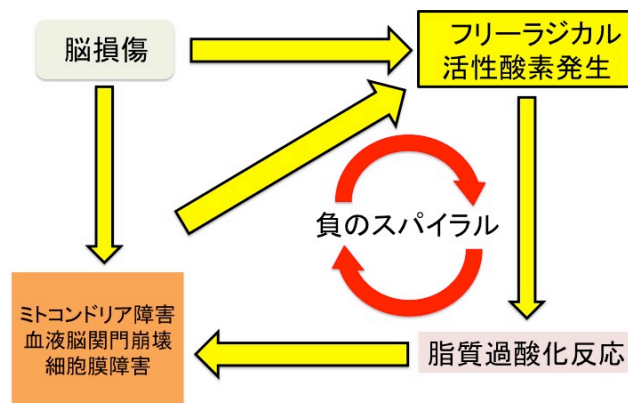 脳損傷
フリーラジカル
活性酸素発生
負のスパイラル
ミトコンドリア障害
血液脳関門崩壊
細胞膜障害
脂質過酸化反応